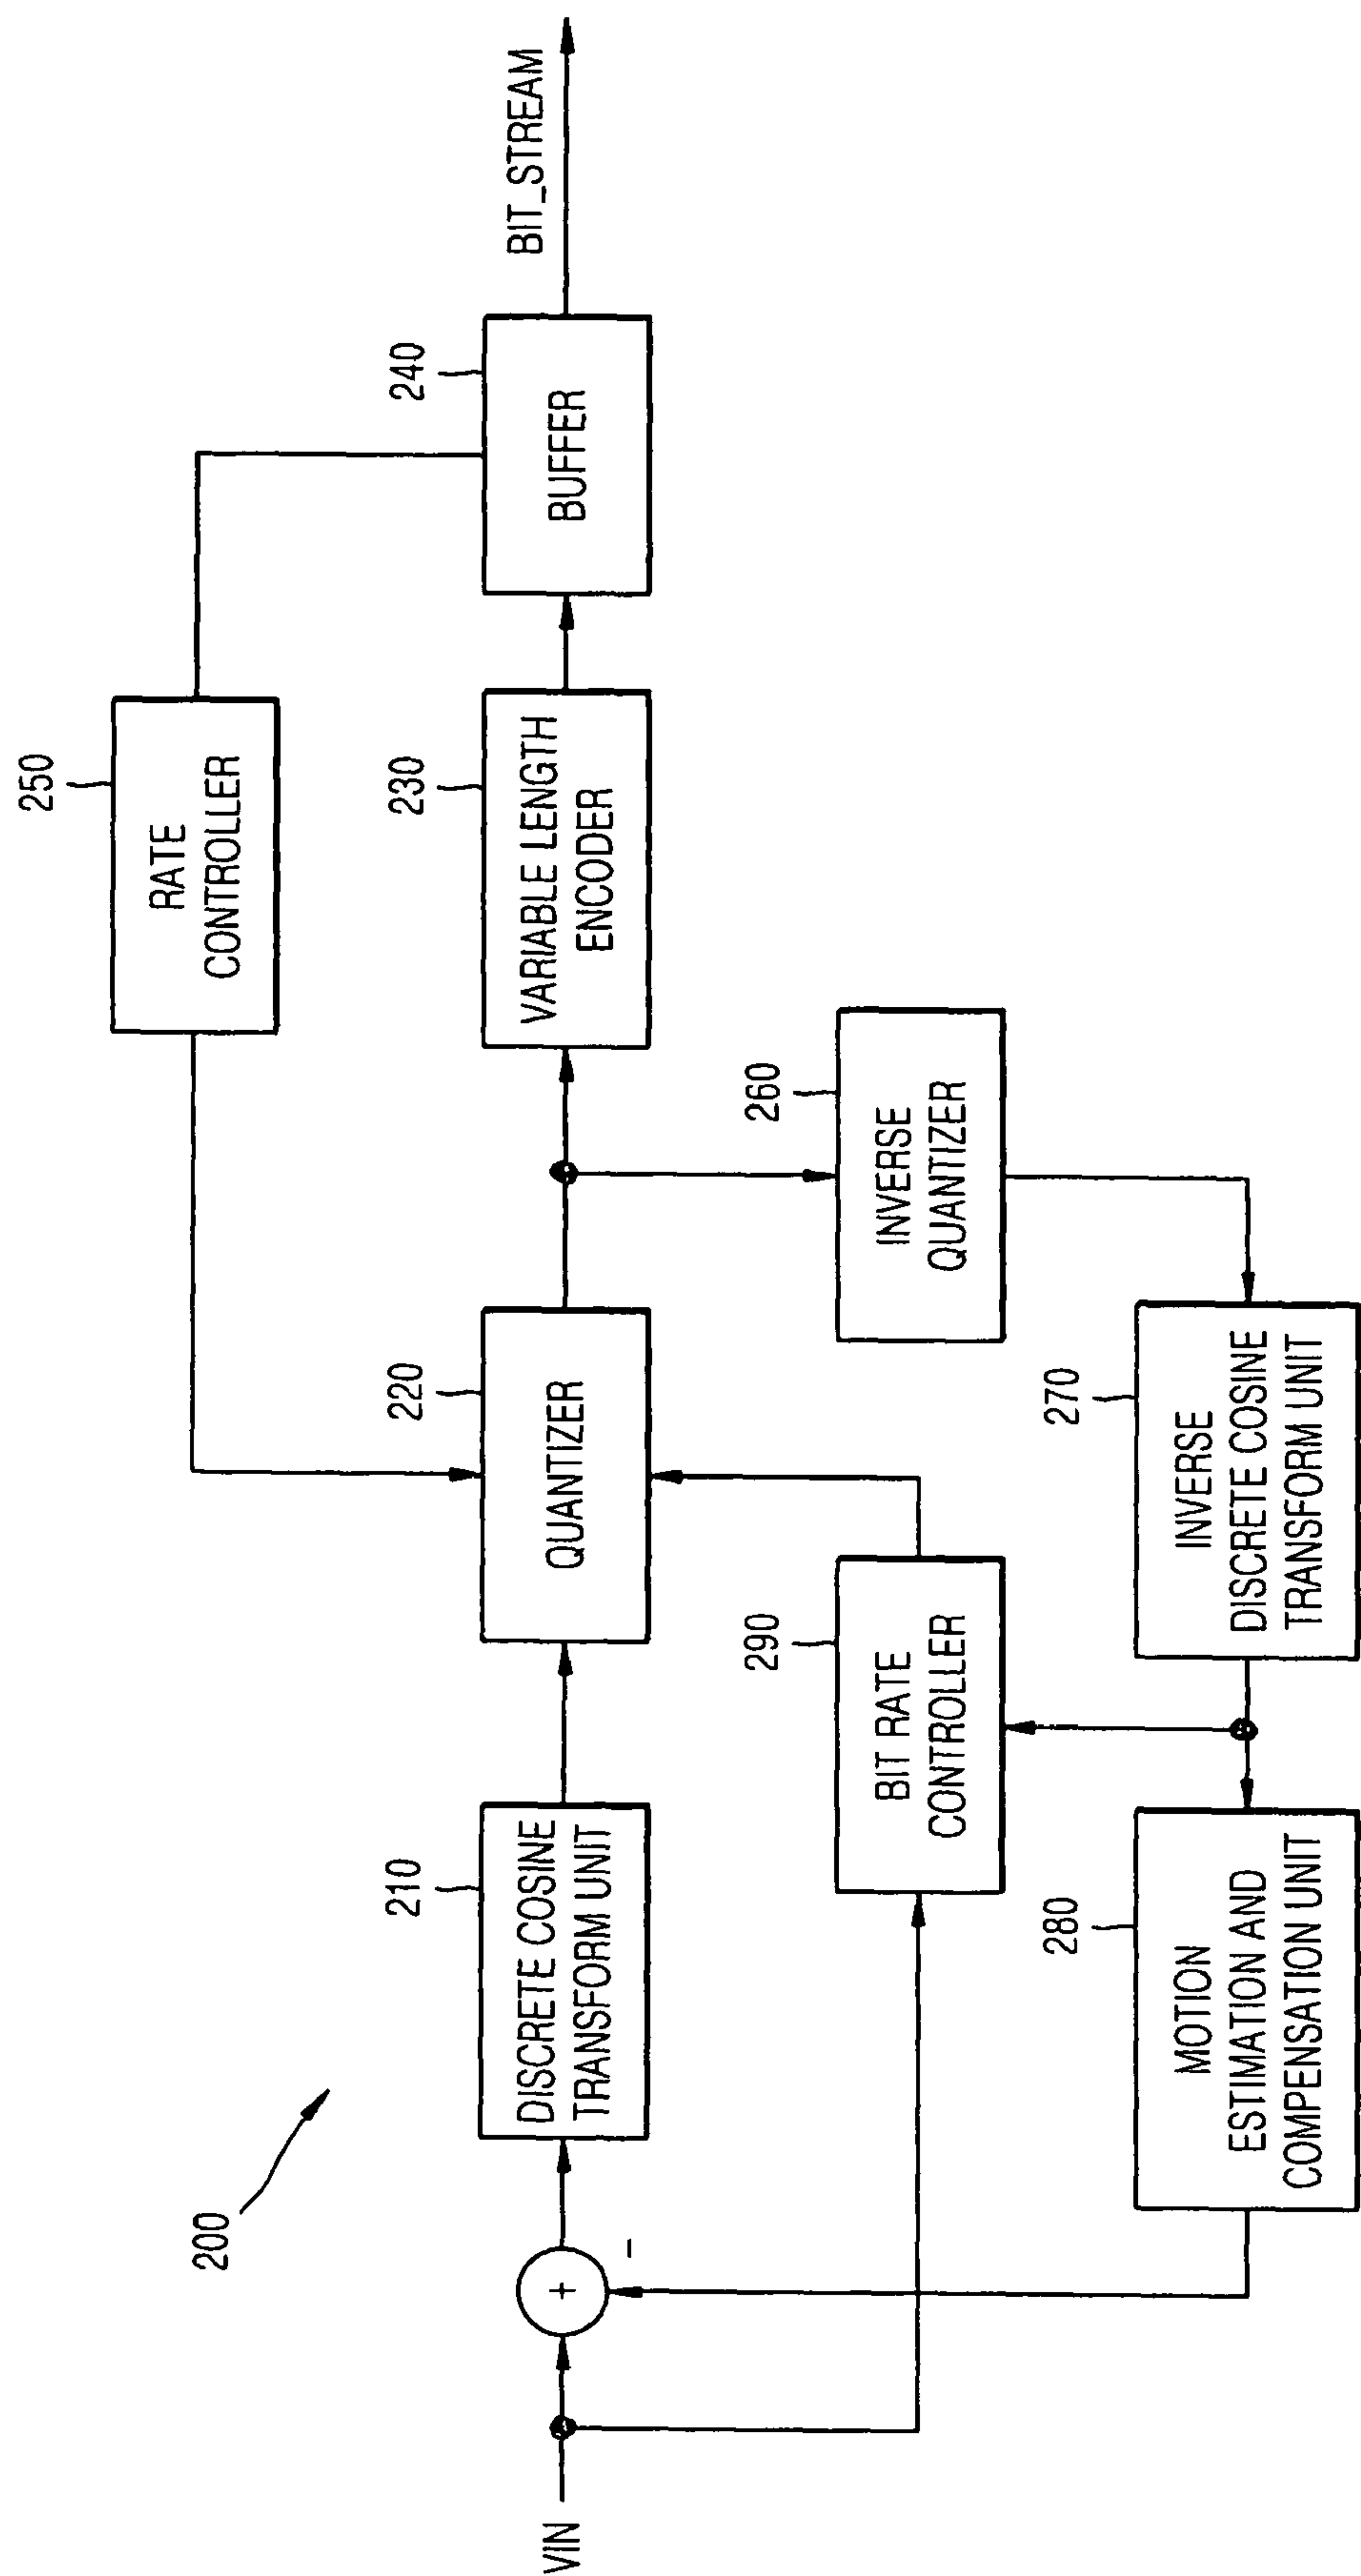 200
250
RATE
CONTROLLER
VIN
+
-
210
DISCRETE COSINE
TRANSFORM UNIT
220
QUANTIZER
230
VARIABLE LENGTH
ENCODER
240
BUFFER
BIT_STREAM
290
BIT RATE
CONTROLLER
260
INVERSE
QUANTIZER
280
MOTION
ESTIMATION AND
COMPENSATION UNIT
270
INVERSE
DISCRETE COSINE
TRANSFORM UNIT